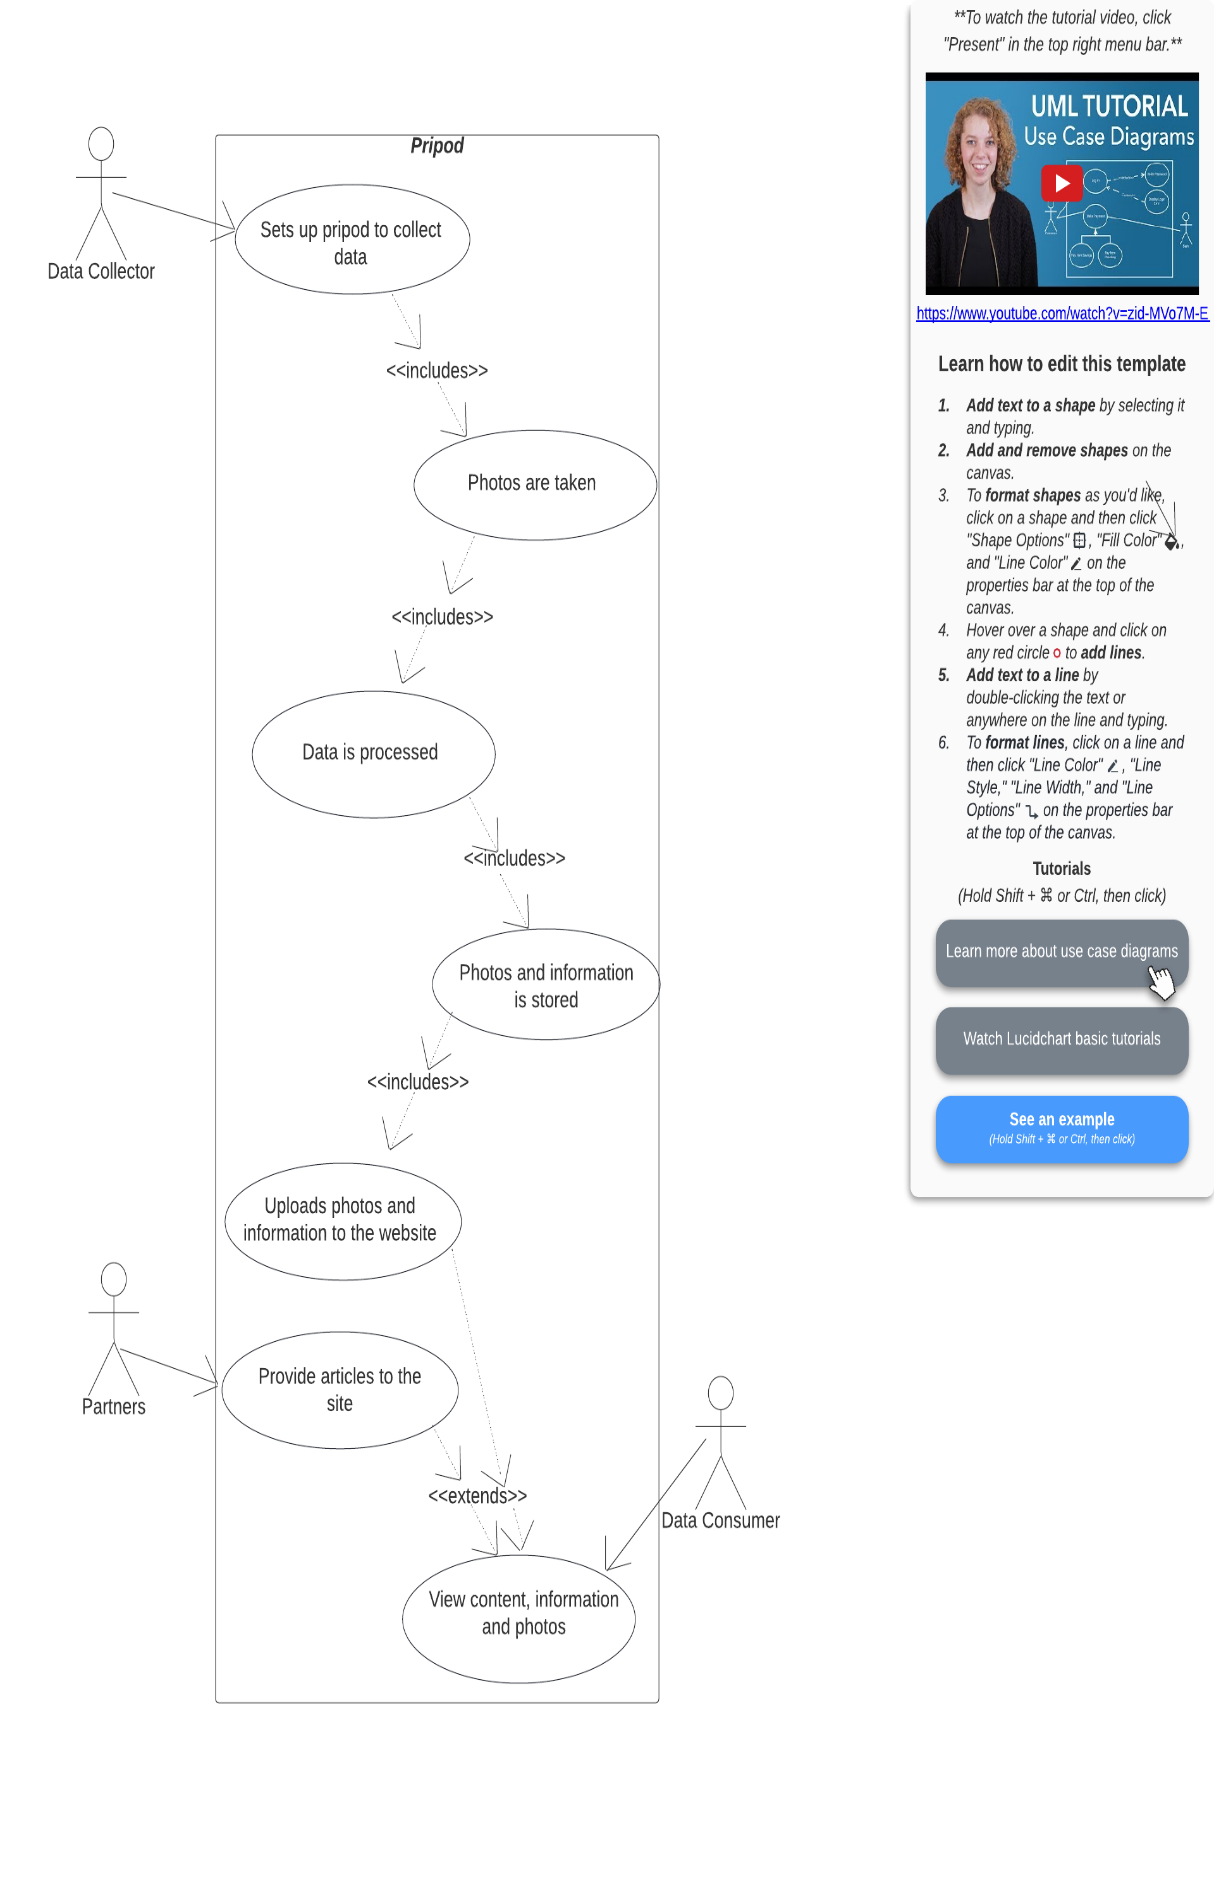 Pripod
Data Collector
Sets up pripod to collect
data
<<includes>>
Photos are taken
<<includes>>
Data is processed
<<includes>>
Photos and information
is stored
<<includes>>
Uploads photos and
information to the website
Partners
Provide articles to the
site
<<extends>>
Data Consumer
View content, information
and photos
**To watch the tutorial video, click
"Present" in the top right menu bar.**
UML TUTORIAL
Use Case Diagrams
https://www.youtube.com/watch?v=zid-MVo7M-E
Learn how to edit this template
1. Add text to a shape by selecting it
and typing.
2. Add and remove shapes on the
canvas.
3. To format shapes as you'd like,
click on a shape and then click
"Shape Options" , "Fill Color" ,
and "Line Color" on the
properties bar at the top of the
canvas.
4. Hover over a shape and click on
any red circle to add lines.
5. Add text to a line by
double-clicking the text or
anywhere on the line and typing.
6. To format lines, click on a line and
then click "Line Color" , "Line
Style," "Line Width," and "Line
Options" on the properties bar
at the top of the canvas.
Tutorials
(Hold Shift + ⌘ or Ctrl, then click)
Learn more about use case diagrams
Watch Lucidchart basic tutorials
See an example
(Hold Shift + ⌘ or Ctrl, then click)